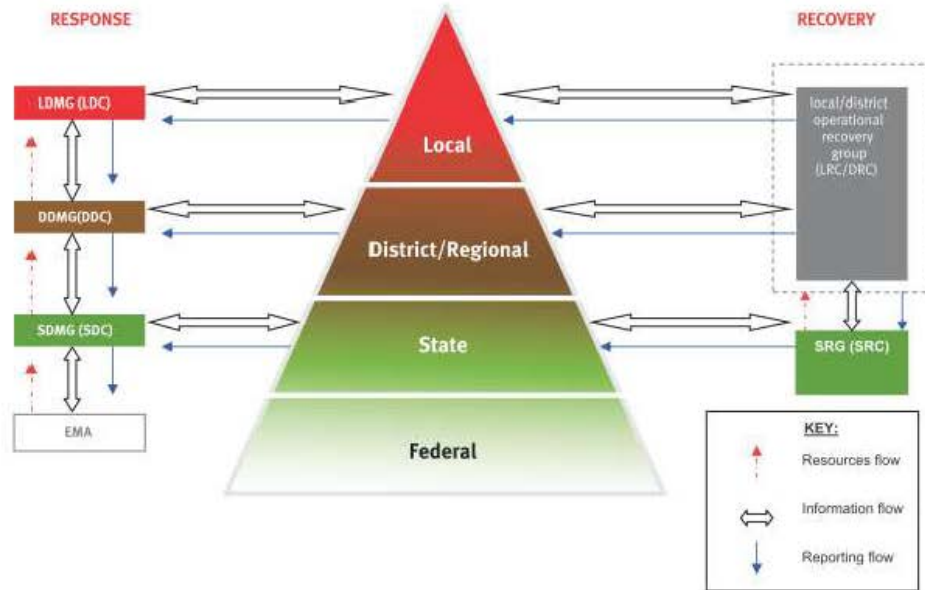 RESPONSE
RECOVERY
LDMG (LDC)
DDMG(DDC)
SDMG (SDC)
EMA
Local
District/Regional
State
Federal
local/district
operational
recovery
group
(LRC/DRC)
SRG (SRC)
KEY:
Resources flow
Information flow
Reporting flow